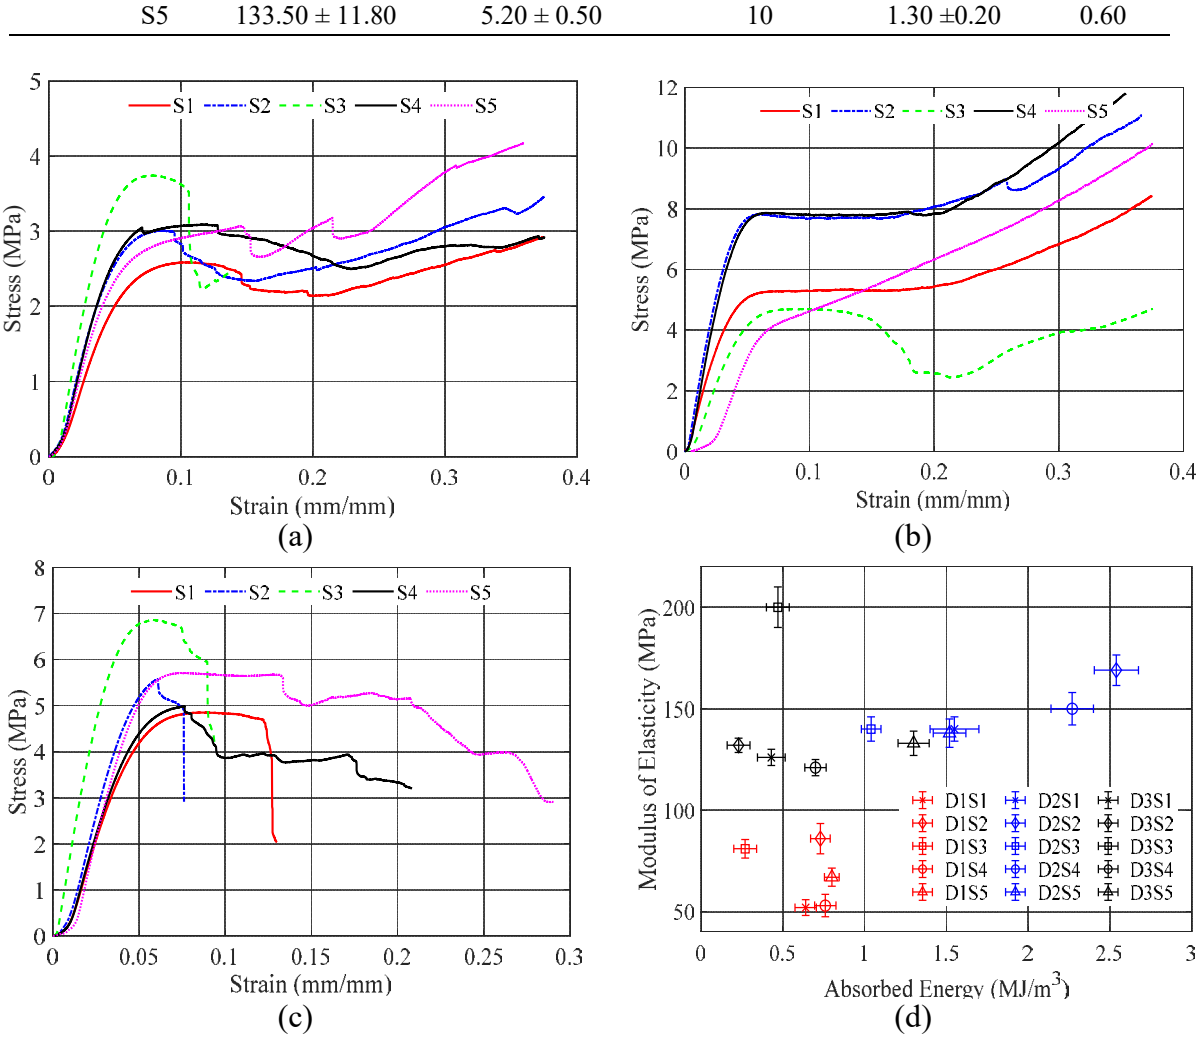 S5 133.50 ± 11.80 5.20 ± 0.50 10 1.30 ±0.20 0.60
5
4
3
2
1
0
Stress (MPa)
S1 S2 S3 S4 S5
0 0.1 0.2 0.3 0.4
Strain (mm/mm)
(a)
12
10
8
6
4
2
0
Stress (MPa)
S1 S2 S3 S4 S5
0 0.1 0.2 0.3 0.4
Strain (mm/mm)
(b)
8
7
6
5
4
3
2
1
0
Stress (MPa)
S1 S2 S3 S4 S5
0 0.05 0.1 0.15 0.2 0.25 0.3
Strain (mm/mm)
(c)
200
150
100
50
Modulus of Elasticity (MPa)
D1S1 D2S1 D3S1
D1S2 D2S2 D3S2
D1S3 D2S3 D3S3
D1S4 D2S4 D3S4
D1S5 D2S5 D3S5
0 0.5 1 1.5 2 2.5 3
Absorbed Energy (MJ/m³)
(d)